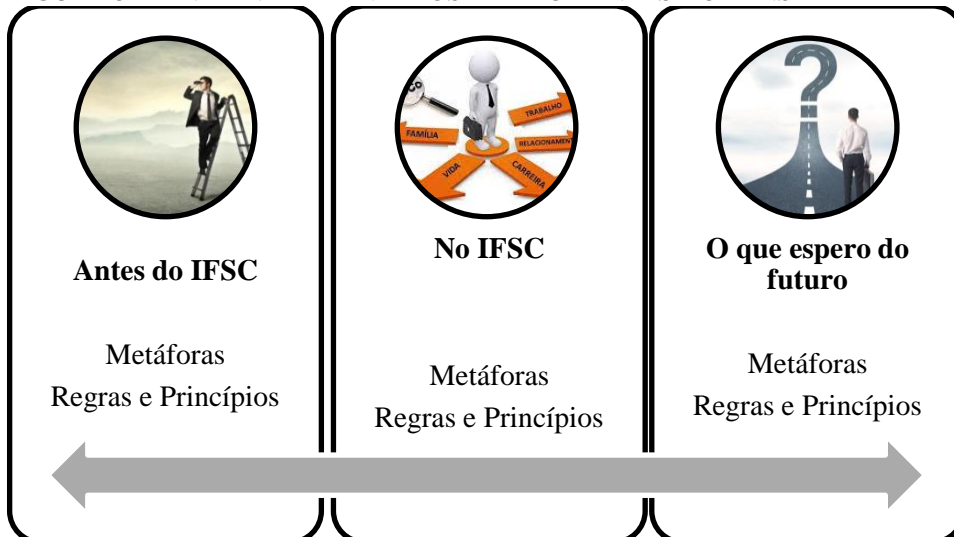 Antes do IFSC
Metáforas
Regras e Princípios
FAMÍLIA
VIDA
CARREIRA
RELACIONAMENT
TRABALHO
No IFSC
Metáforas
Regras e Princípios
?
O que espero do
futuro
Metáforas
Regras e Princípios